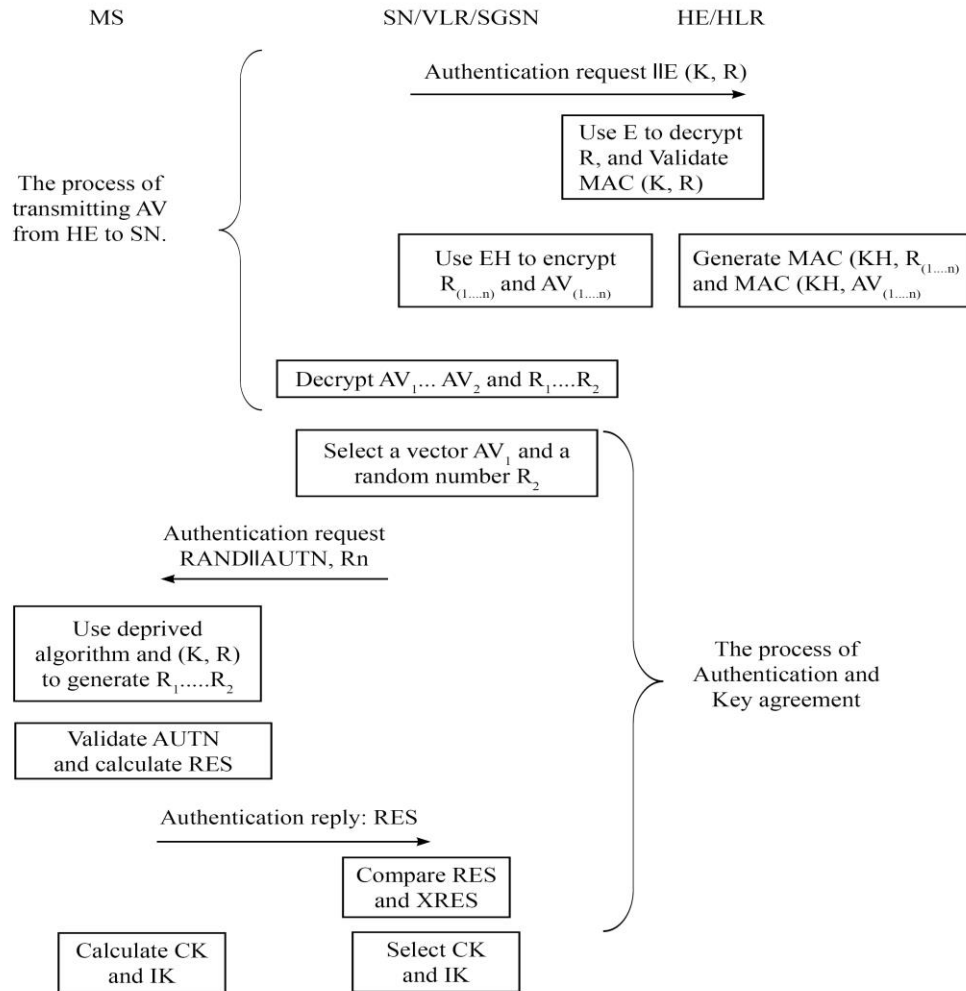 MS
SN/VLR/SGSN
HE/HLR
Authentication request ||E (K, R)
Use E to decrypt
R, and Validate
MAC (K, R)
The process of
transmitting AV
from HE to SN.
Use EH to encrypt
R(1....n) and AV(1....n)
Generate MAC (KH, R(1....n)
and MAC (KH, AV(1....n)
Decrypt AV1... AV2 and R1....R2
Select a vector AV1 and a
random number R2
Authentication request
RAND||AUTN, Rn
Use deprived
algorithm and (K, R)
to generate R1.....R2
The process of
Authentication and
Key agreement
Validate AUTN
and calculate RES
Authentication reply: RES
Compare RES
and XRES
Calculate CK
and IK
Select CK
and IK